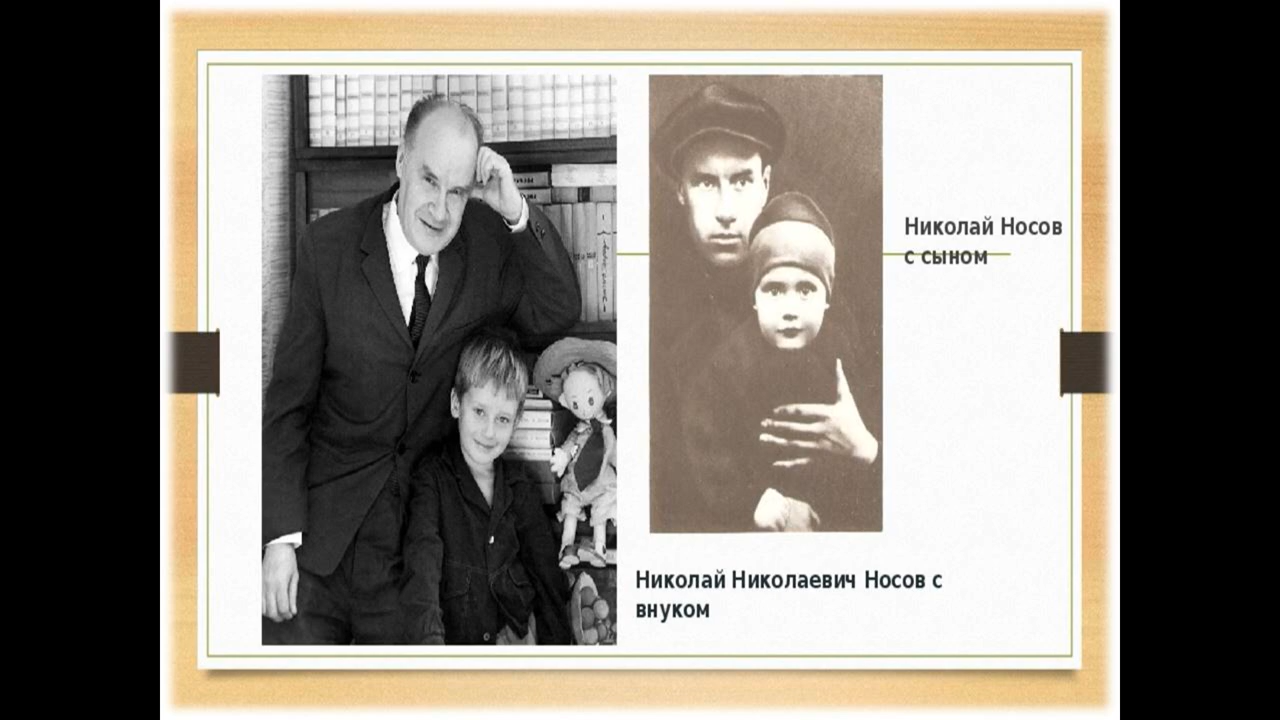 Николай Носов
с сыном
Николай Николаевич Носов с
внуком